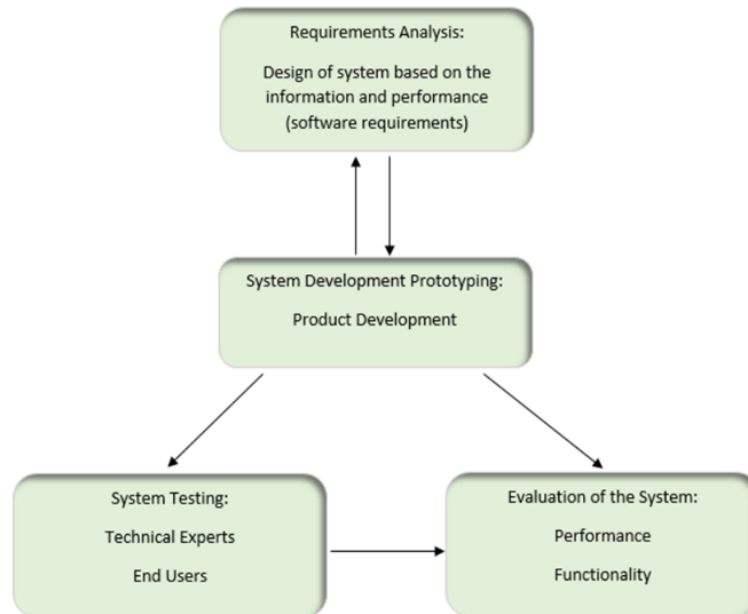 Requirements Analysis:
Design of system based on the
information and performance
(software requirements)
System Development Prototyping:
Product Development
System Testing:
Technical Experts
End Users
Evaluation of the System:
Performance
Functionality